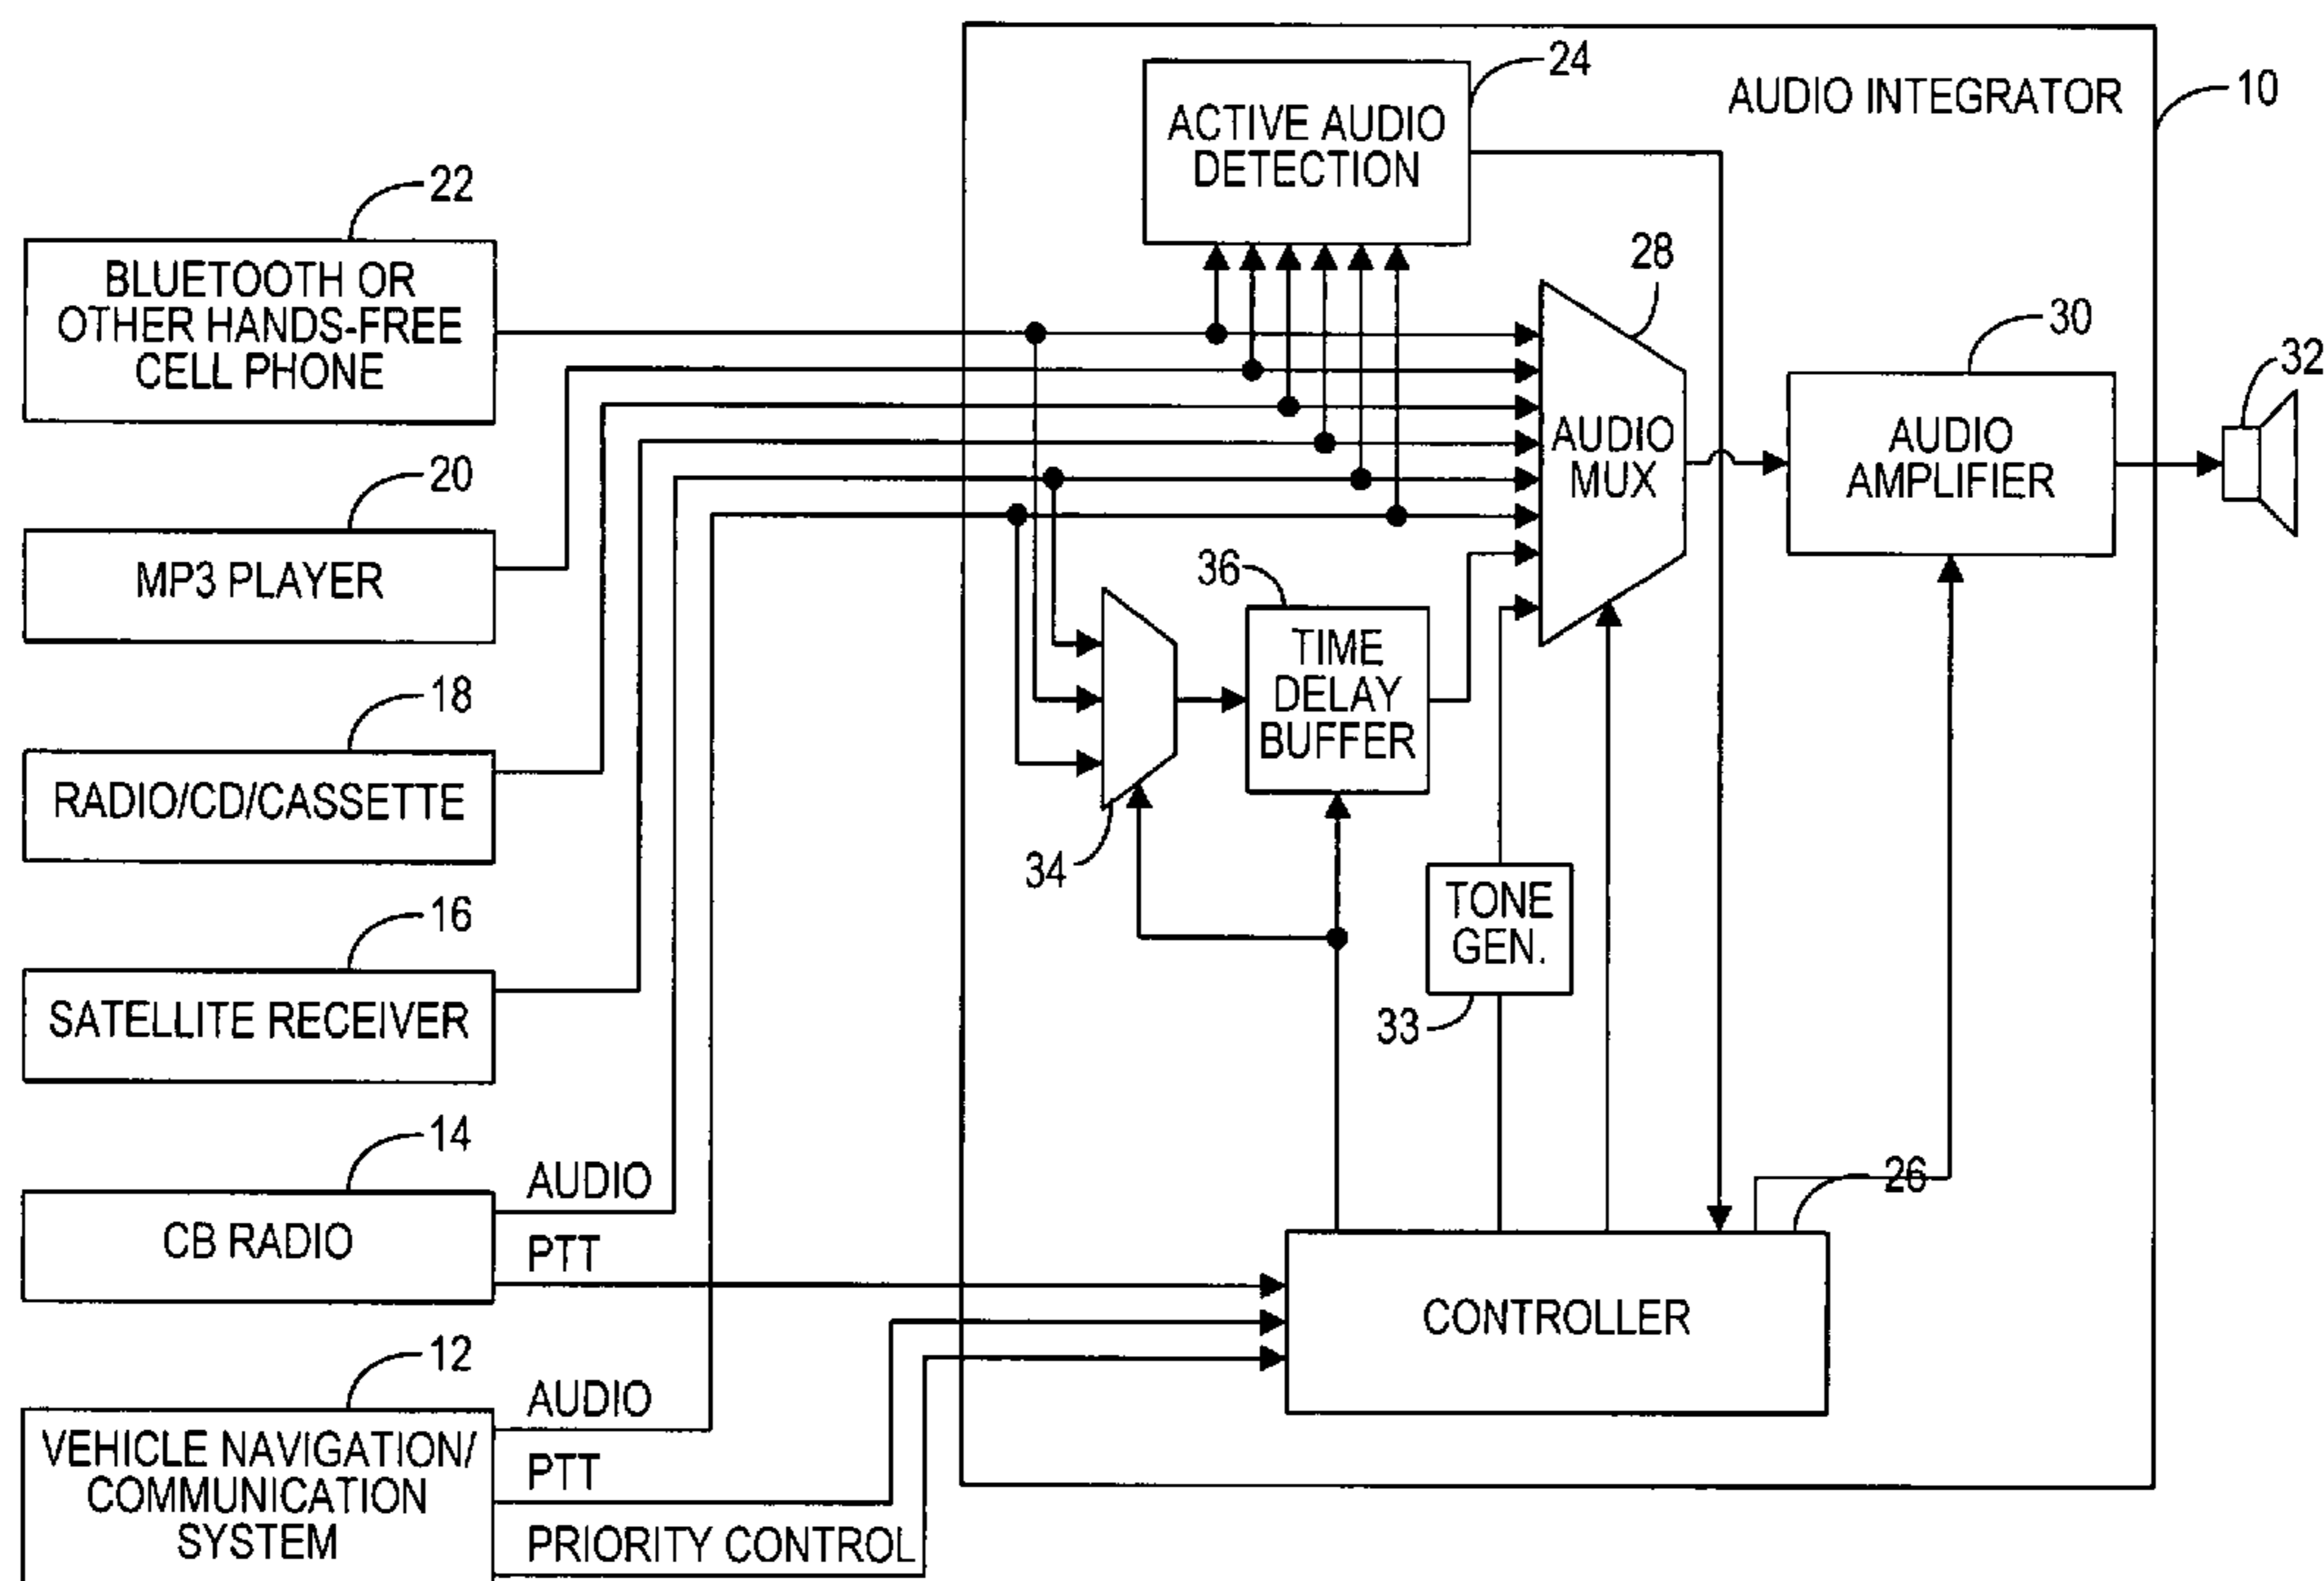 22
BLUETOOTH OR
OTHER HANDS-FREE
CELL PHONE
20
MP3 PLAYER
18
RADIO/CD/CASSETTE
16
SATELLITE RECEIVER
14
CB RADIO
AUDIO
PTT
12
VEHICLE NAVIGATION/
COMMUNICATION
SYSTEM
AUDIO
PTT
PRIORITY CONTROL
AUDIO INTEGRATOR
10
24
ACTIVE AUDIO
DETECTION
28
AUDIO
MUX
30
AUDIO
AMPLIFIER
32
36
TIME
DELAY
BUFFER
34
TONE
GEN.
33
26
CONTROLLER